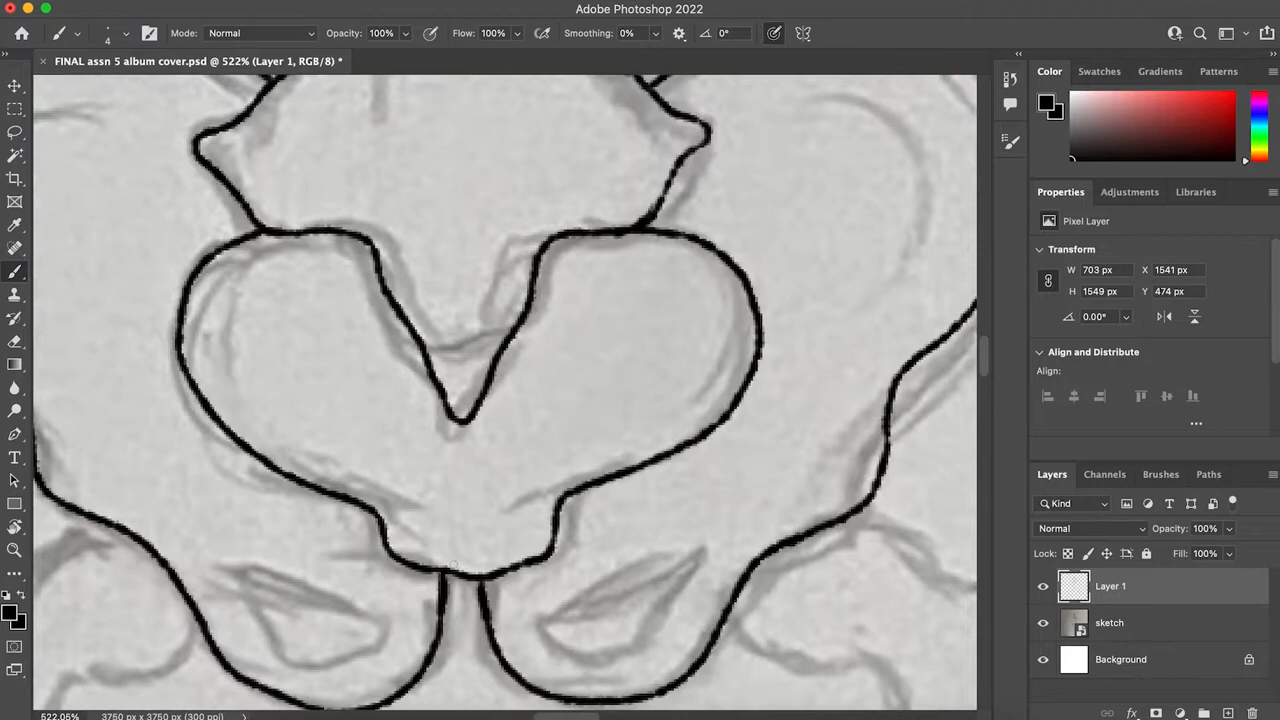 Adobe Photoshop 2022
4 Mode: Normal Opacity: 100% Flow: 100% Smoothing: 0% 0°
FINAL assn 5 album cover.psd @ 522% (Layer 1, RGB/8) *
Color Swatches Gradients Patterns
Properties Adjustments Libraries
Pixel Layer
Transform
W 703 px X 1541 px
H 1549 px Y 474 px
0.00°
Align and Distribute
Align:
Layers Channels Brushes Paths
Kind
Normal Opacity: 100%
Lock: Fill: 100%
Layer 1
sketch
Background
522.05% 3750 px x 3750 px (300 ppi)